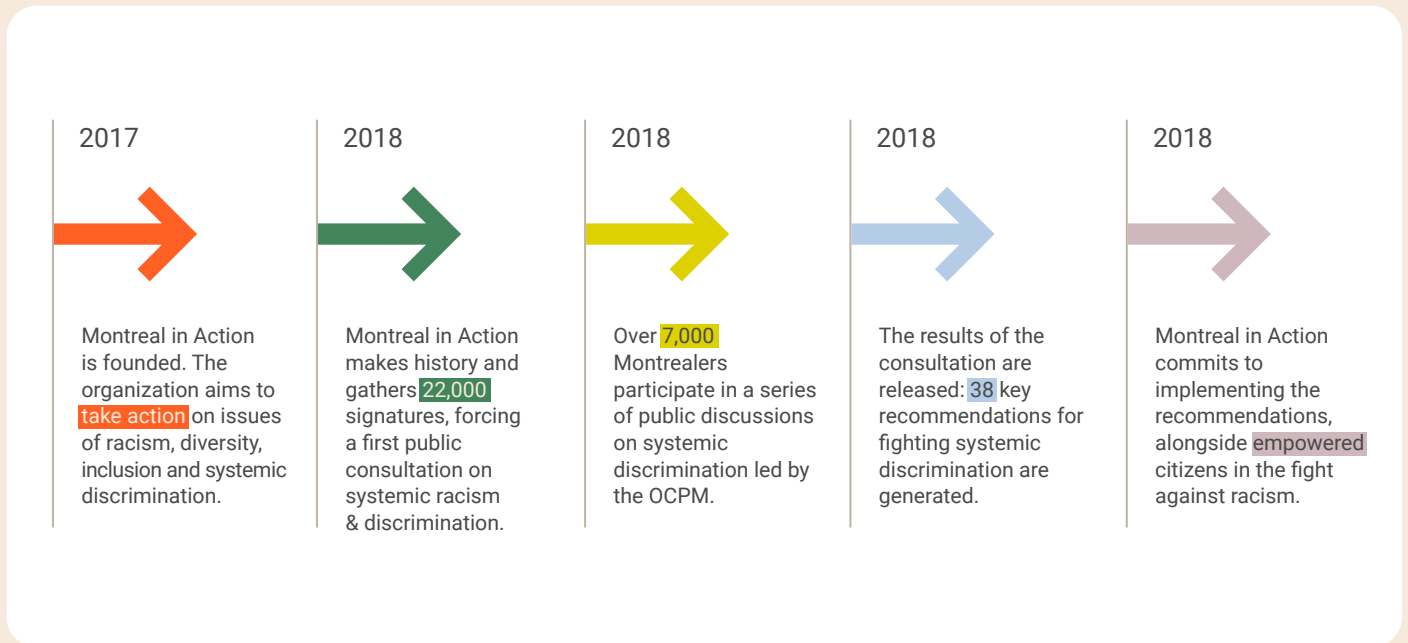 2017
Montreal in Action
is founded. The
organization aims to
take action on issues
of racism, diversity,
inclusion and systemic
discrimination.
2018
Montreal in Action
makes history and
gathers 22,000
signatures, forcing
a first public
consultation on
systemic racism
& discrimination.
2018
Over 7,000
Montrealers
participate in a series
of public discussions
on systemic
discrimination led by
the OCPM.
2018
The results of the
consultation are
released: 38 key
recommendations for
fighting systemic
discrimination are
generated.
2018
Montreal in Action
commits to
implementing the
recommendations,
alongside empowered
citizens in the fight
against racism.